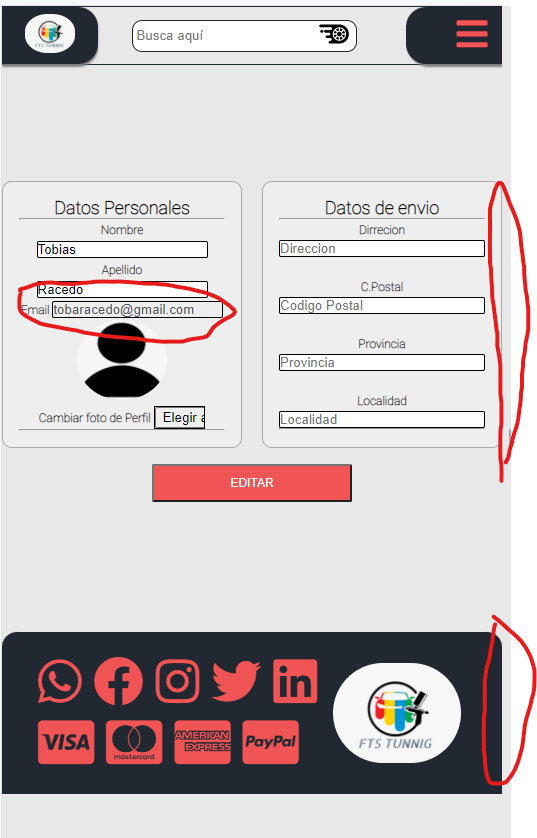 FTS TUNNIG
Busca aquí
Datos Personales
Nombre
Tobias
Apellido
Racedo
Email tobaracedo@gmail.com
Cambiar foto de Perfil Elegir a
Datos de envio
Dirrecion
Direccion
C.Postal
Codigo Postal
Provincia
Provincia
Localidad
Localidad
EDITAR
in
VISA
mastercard
AMERICAN
EXPRESS
PayPal
FTS TUNNIG